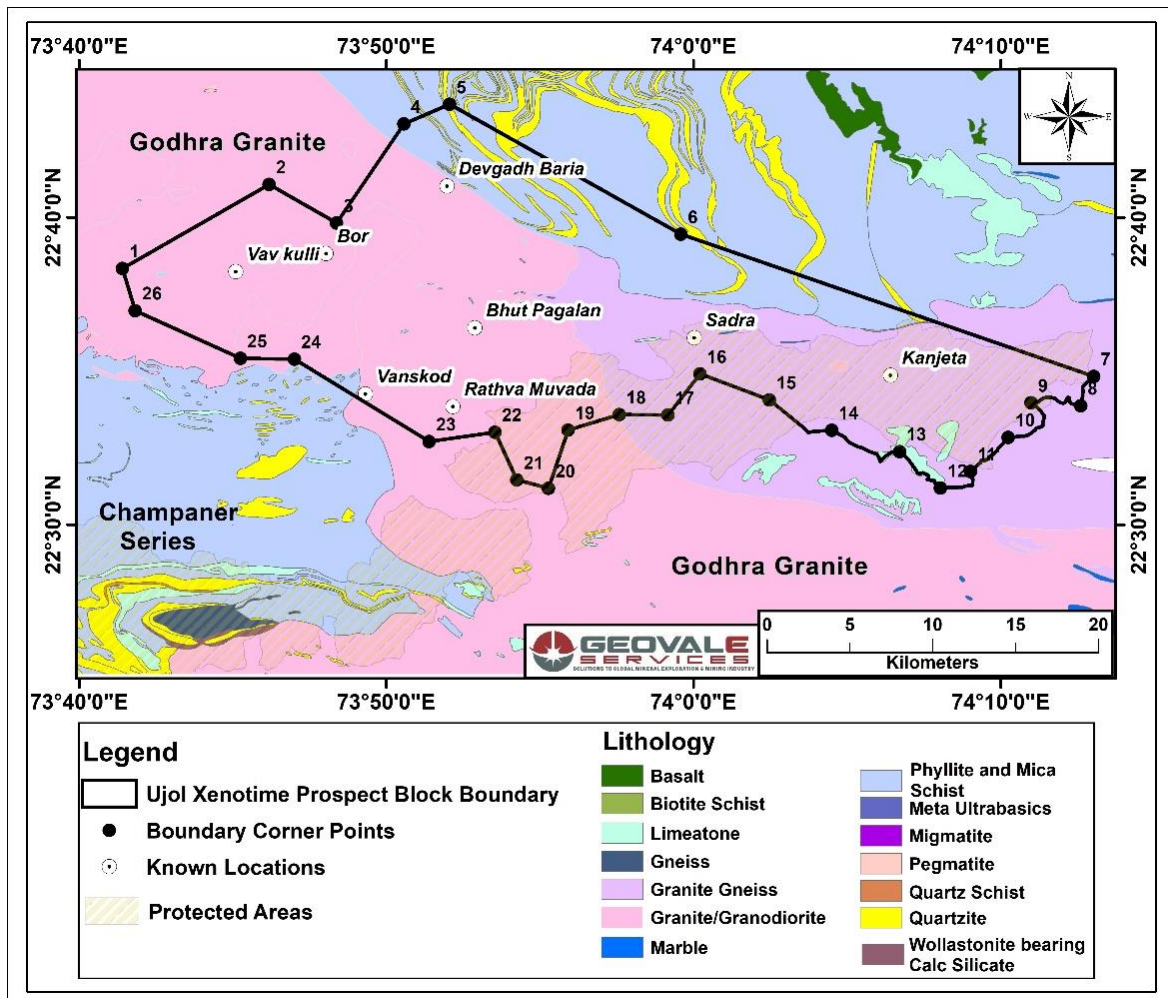 73°40'0"E 73°50'0"E 74°0'0"E 74°10'0"E
N
W E
S
22°40'0"N
22°40'0"N
22°30'0"N
22°30'0"N
Godhra Granite
1
2
3
4
5
6
7
8
9
10
11
12
13
14
15
16
17
18
19
20
21
22
23
24
25
26
Devgadh Baria
Bor
Vav kulli
Bhut Pagalan
Sadra
Kanjeta
Vanskod
Rathva Muvada
Champaner
Series
Godhra Granite
GEOVALE
SERVICES
SOLUTIONS TO GLOBAL MINERAL EXPLORATION & MINING INDUSTRY
0 5 10 15 20
Kilometers
73°40'0"E 73°50'0"E 74°0'0"E 74°10'0"E
Legend
Ujol Xenotime Prospect Block Boundary
Boundary Corner Points
Known Locations
Protected Areas
Lithology
Basalt
Biotite Schist
Limeatone
Gneiss
Granite Gneiss
Granite/Granodiorite
Marble
Phyllite and Mica
Schist
Meta Ultrabasics
Migmatite
Pegmatite
Quartz Schist
Quartzite
Wollastonite bearing
Calc Silicate